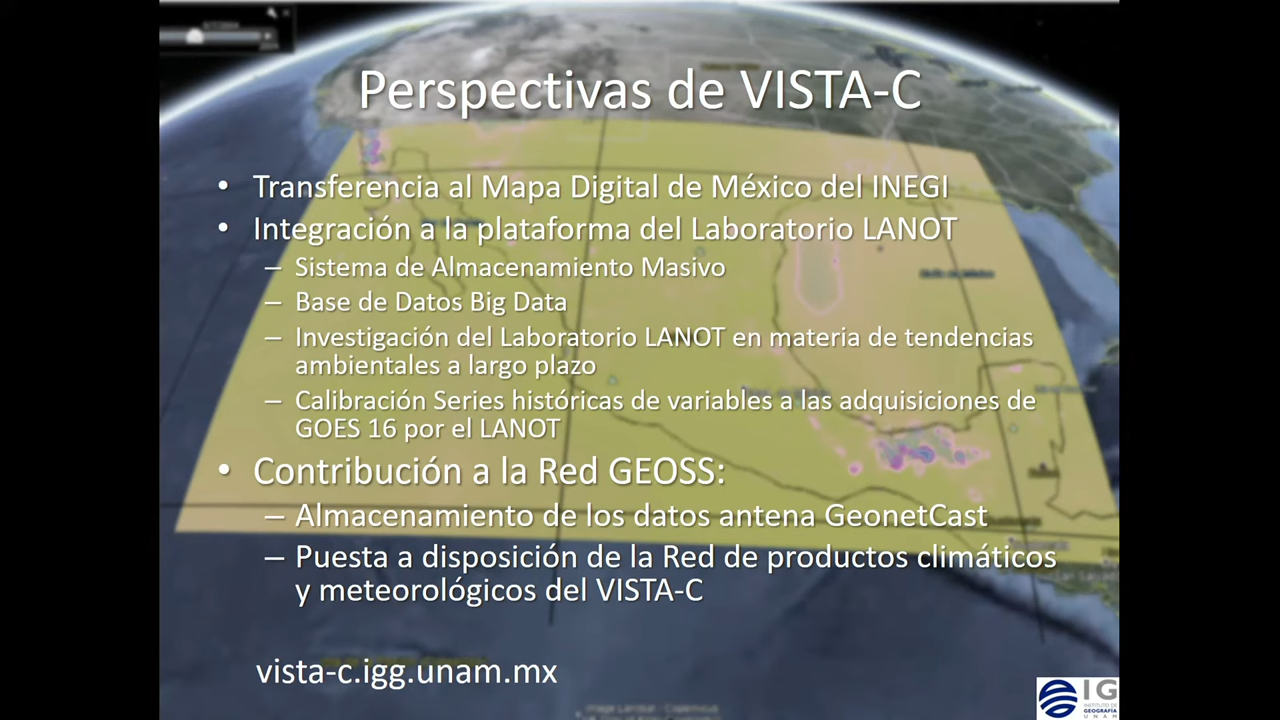 Perspectivas de VISTA-C
• Transferencia al Mapa Digital de México del INEGI
• Integración a la plataforma del Laboratorio LANOT
– Sistema de Almacenamiento Masivo
– Base de Datos Big Data
– Investigación del Laboratorio LANOT en materia de tendencias
ambientales a largo plazo
– Calibración Series históricas de variables a las adquisiciones de
GOES 16 por el LANOT
• Contribución a la Red GEOSS:
– Almacenamiento de los datos antena GeonetCast
– Puesta a disposición de la Red de productos climáticos
y meteorológicos del VISTA-C
vista-c.igg.unam.mx
IG
INSTITUTO DE
GEOGRAFÍA
UNAM